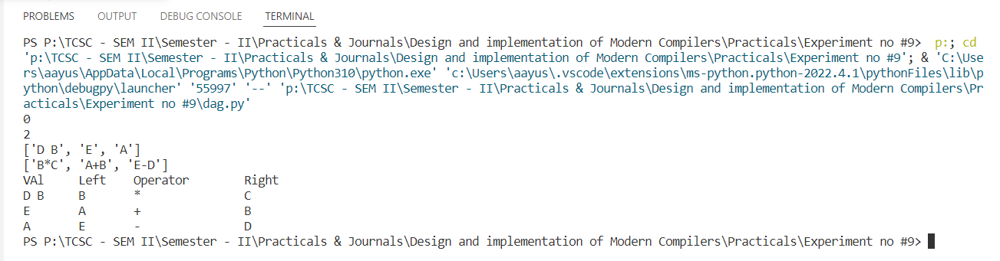 PROBLEMS OUTPUT DEBUG CONSOLE TERMINAL
PS P:\TCSC - SEM II\Semester - II\Practicals & Journals\Design and implementation of Modern Compilers\Practicals\Experiment no #9> p:; cd
'p:\TCSC - SEM II\Semester - II\Practicals & Journals\Design and implementation of Modern Compilers\Practicals\Experiment no #9'; & 'C:\Use
rs\aayus\AppData\Local\Programs\Python\Python310\python.exe' 'c:\Users\aayus\.vscode\extensions\ms-python.python-2022.4.1\pythonFiles\lib\p
ython\debugpy\launcher' '55997' '--' 'p:\TCSC - SEM II\Semester - II\Practicals & Journals\Design and implementation of Modern Compilers\Pr
acticals\Experiment no #9\dag.py'
0
2
['D B', 'E', 'A']
['B*C', 'A+B', 'E-D']
VAl Left Operator Right
D B B * C
E A + B
A E - D
PS P:\TCSC - SEM II\Semester - II\Practicals & Journals\Design and implementation of Modern Compilers\Practicals\Experiment no #9>